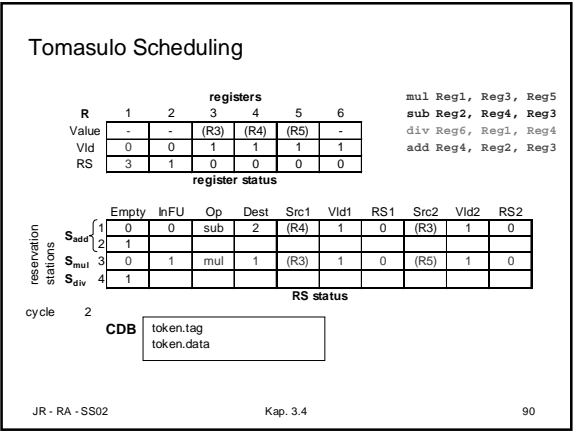 Tomasulo Scheduling
registers
R 1 2 3 4 5 6
Value - - (R3) (R4) (R5) -
Vld 0 0 1 1 1 1
RS 3 1 0 0 0 0
register status
mul Reg1, Reg3, Reg5
sub Reg2, Reg4, Reg3
div Reg6, Reg1, Reg4
add Reg4, Reg2, Reg3
Empty InFU Op Dest Src1 Vld1 RS1 Src2 Vld2 RS2
reservation
stations
Sadd 1 0 0 sub 2 (R4) 1 0 (R3) 1 0
2 1
Smul 3 0 1 mul 1 (R3) 1 0 (R5) 1 0
Sdiv 4 1
RS status
cycle 2
CDB token.tag
token.data
JR - RA - SS02 Kap. 3.4 90